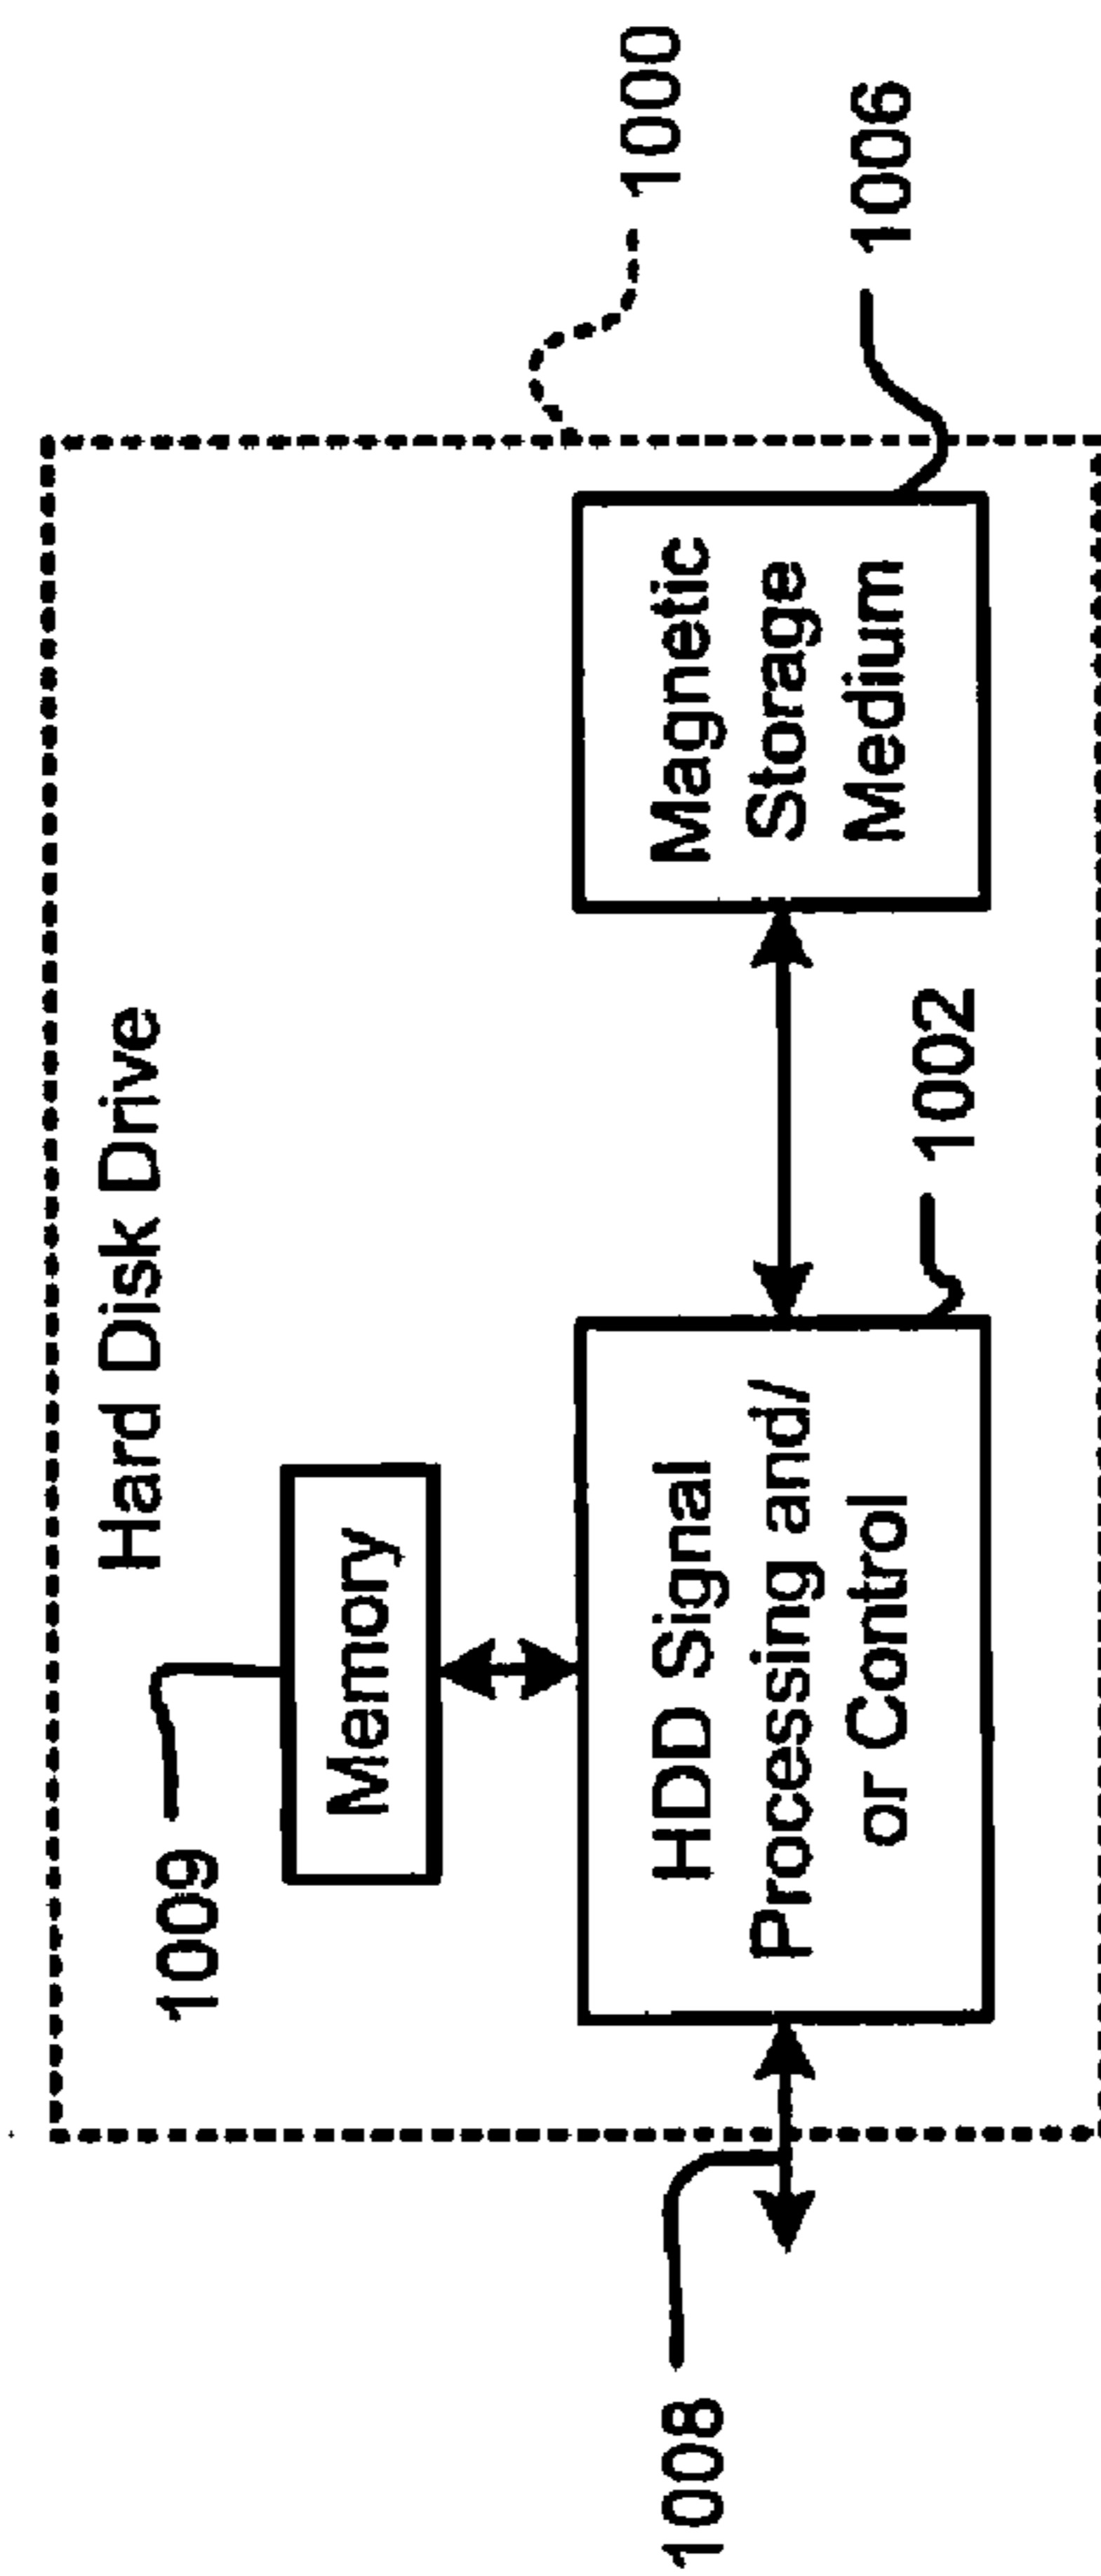 Hard Disk Drive
1009
Memory
1000
HDD Signal
Processing and/
or Control
Magnetic
Storage
Medium
1008
1002
1006